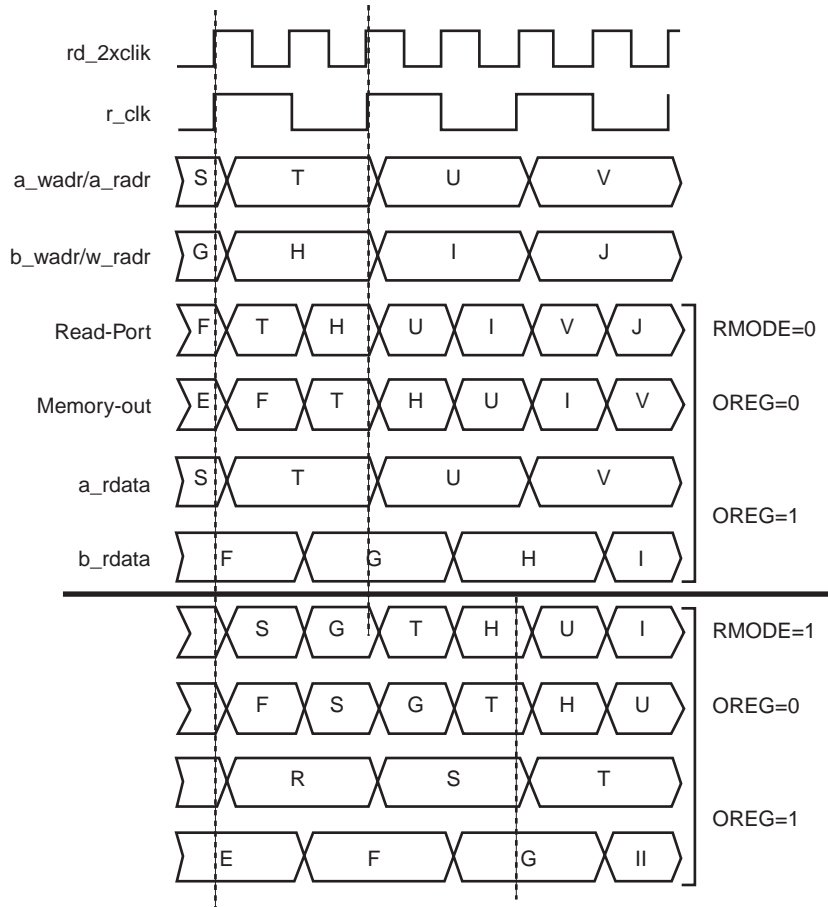 rd_2xclik
r_clk
a_wadr/a_radr S T U V
b_wadr/w_radr G H I J
Read-Port F T H U I V J RMODE=0
Memory-out E F T H U I V OREG=0
a_rdata S T U V
OREG=1
b_rdata F G H I
S G T H U I RMODE=1
F S G T H U OREG=0
R S T
OREG=1
E F G II